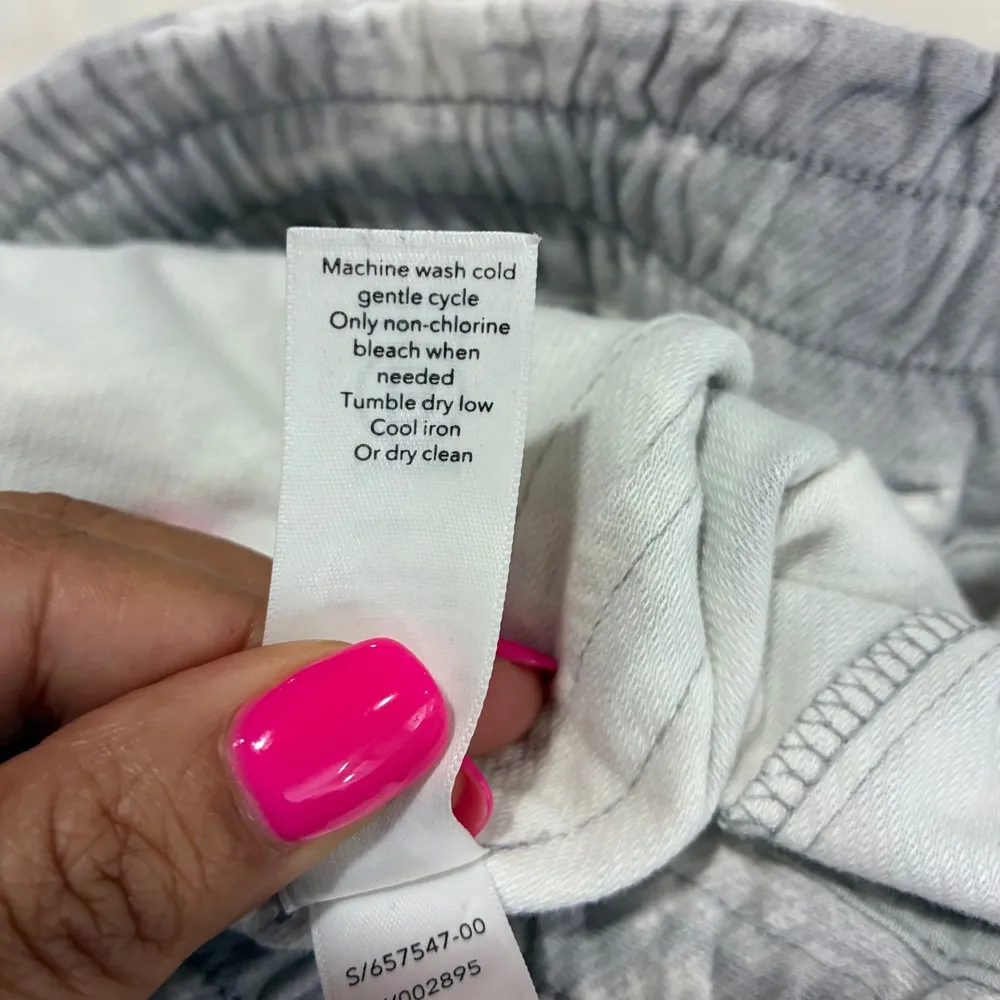 Machine wash cold
gentle cycle
Only non-chlorine
bleach when
needed
Tumble dry low
Cool iron
Or dry clean
S/657547-00
002895